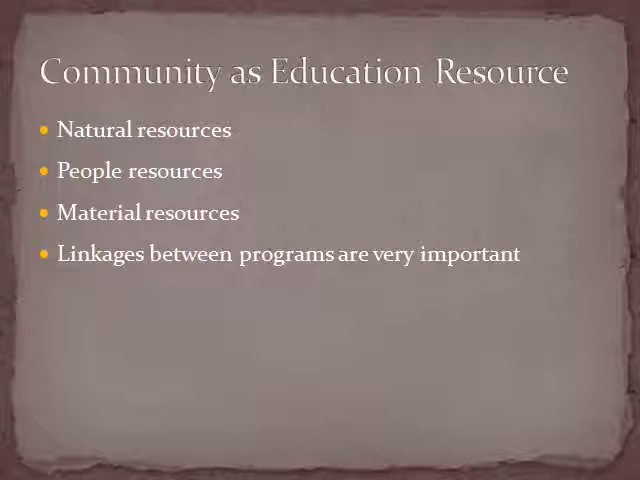 Community as Education Resource
Natural resources
People resources
Material resources
Linkages between programs are very important